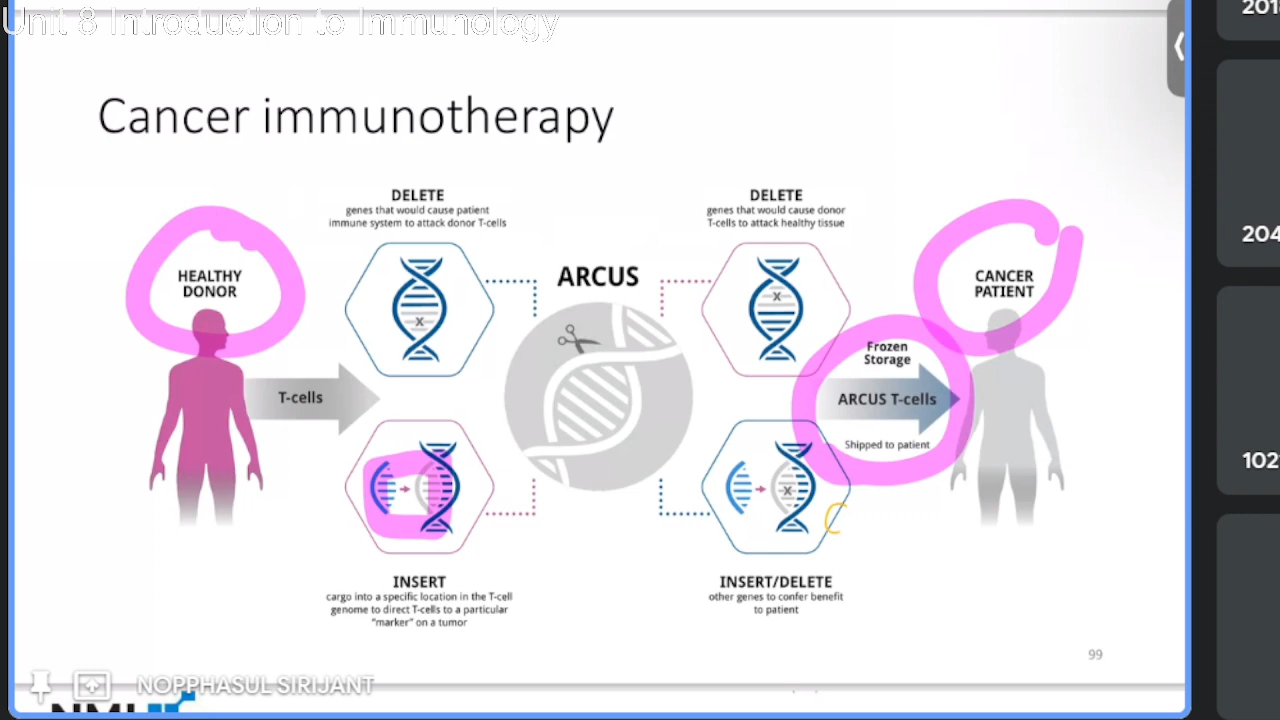 Unit 8 Introduction to Immunology
Cancer immunotherapy
HEALTHY
DONOR
T-cells
DELETE
genes that would cause patient
immune system to attack donor T-cells
x
INSERT
cargo into a specific location in the T-cell
genome to direct T-cells to a particular
"marker" on a tumor
ARCUS
DELETE
genes that would cause donor
T-cells to attack healthy tissue
x
x
C
INSERT/DELETE
other genes to confer benefit
to patient
Frozen
Storage
ARCUS T-cells
Shipped to patient
CANCER
PATIENT
99
NOPPHASUL SIRIJANT
204